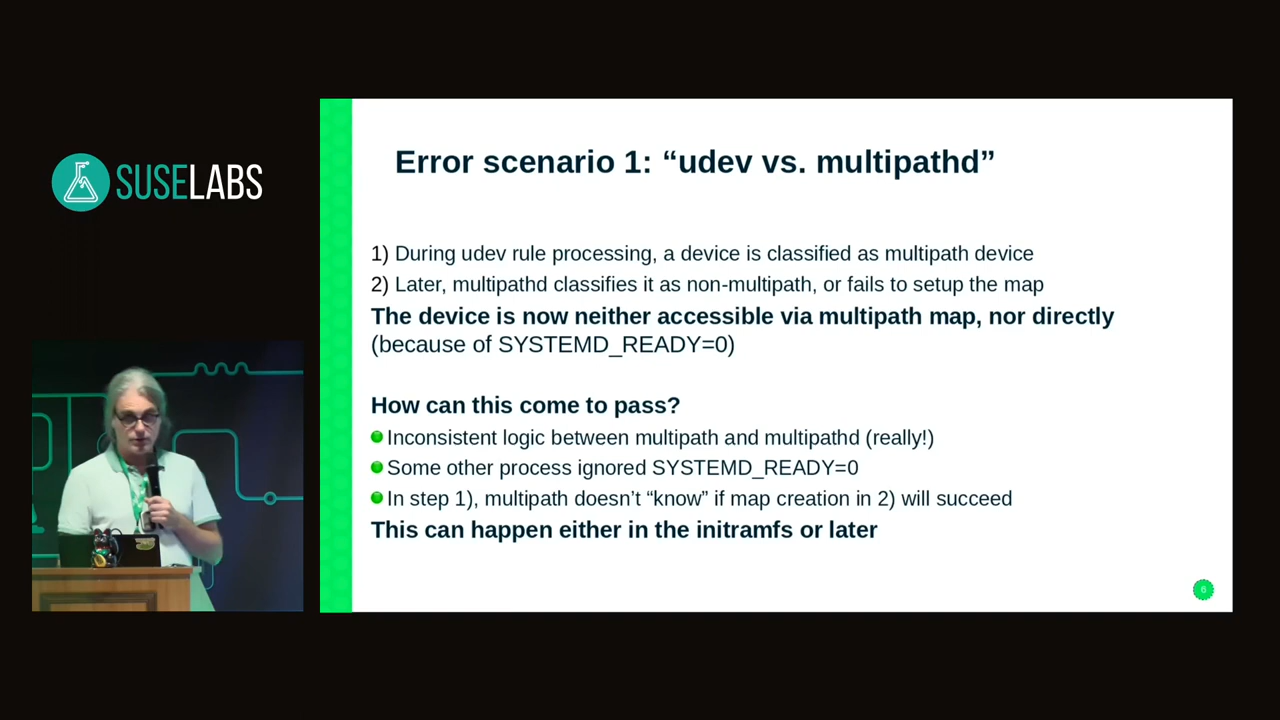 SUSELABS
Error scenario 1: “udev vs. multipathd”
1) During udev rule processing, a device is classified as multipath device
2) Later, multipathd classifies it as non-multipath, or fails to setup the map
The device is now neither accessible via multipath map, nor directly
(because of SYSTEMD_READY=0)
How can this come to pass?
Inconsistent logic between multipath and multipathd (really!)
Some other process ignored SYSTEMD_READY=0
In step 1), multipath doesn’t “know” if map creation in 2) will succeed
This can happen either in the initramfs or later